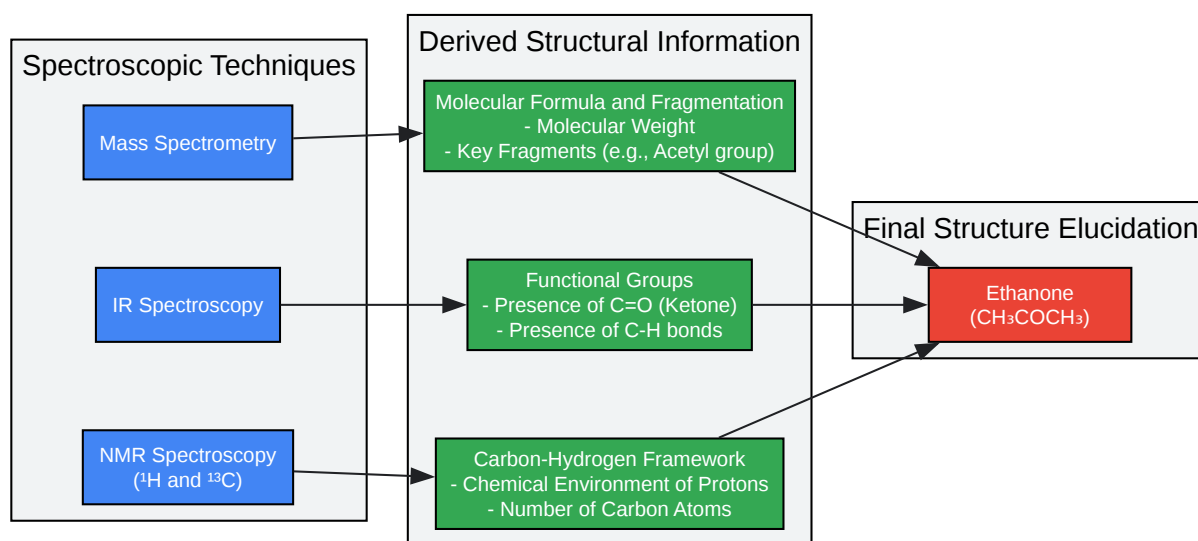 Spectroscopic Techniques
Mass Spectrometry
IR Spectroscopy
NMR Spectroscopy
(¹H and ¹³C)
Derived Structural Information
Molecular Formula and Fragmentation
- Molecular Weight
- Key Fragments (e.g., Acetyl group)
Functional Groups
- Presence of C=O (Ketone)
- Presence of C-H bonds
Carbon-Hydrogen Framework
- Chemical Environment of Protons
- Number of Carbon Atoms
Final Structure Elucidation
Ethanone
(CH₃COCH₃)